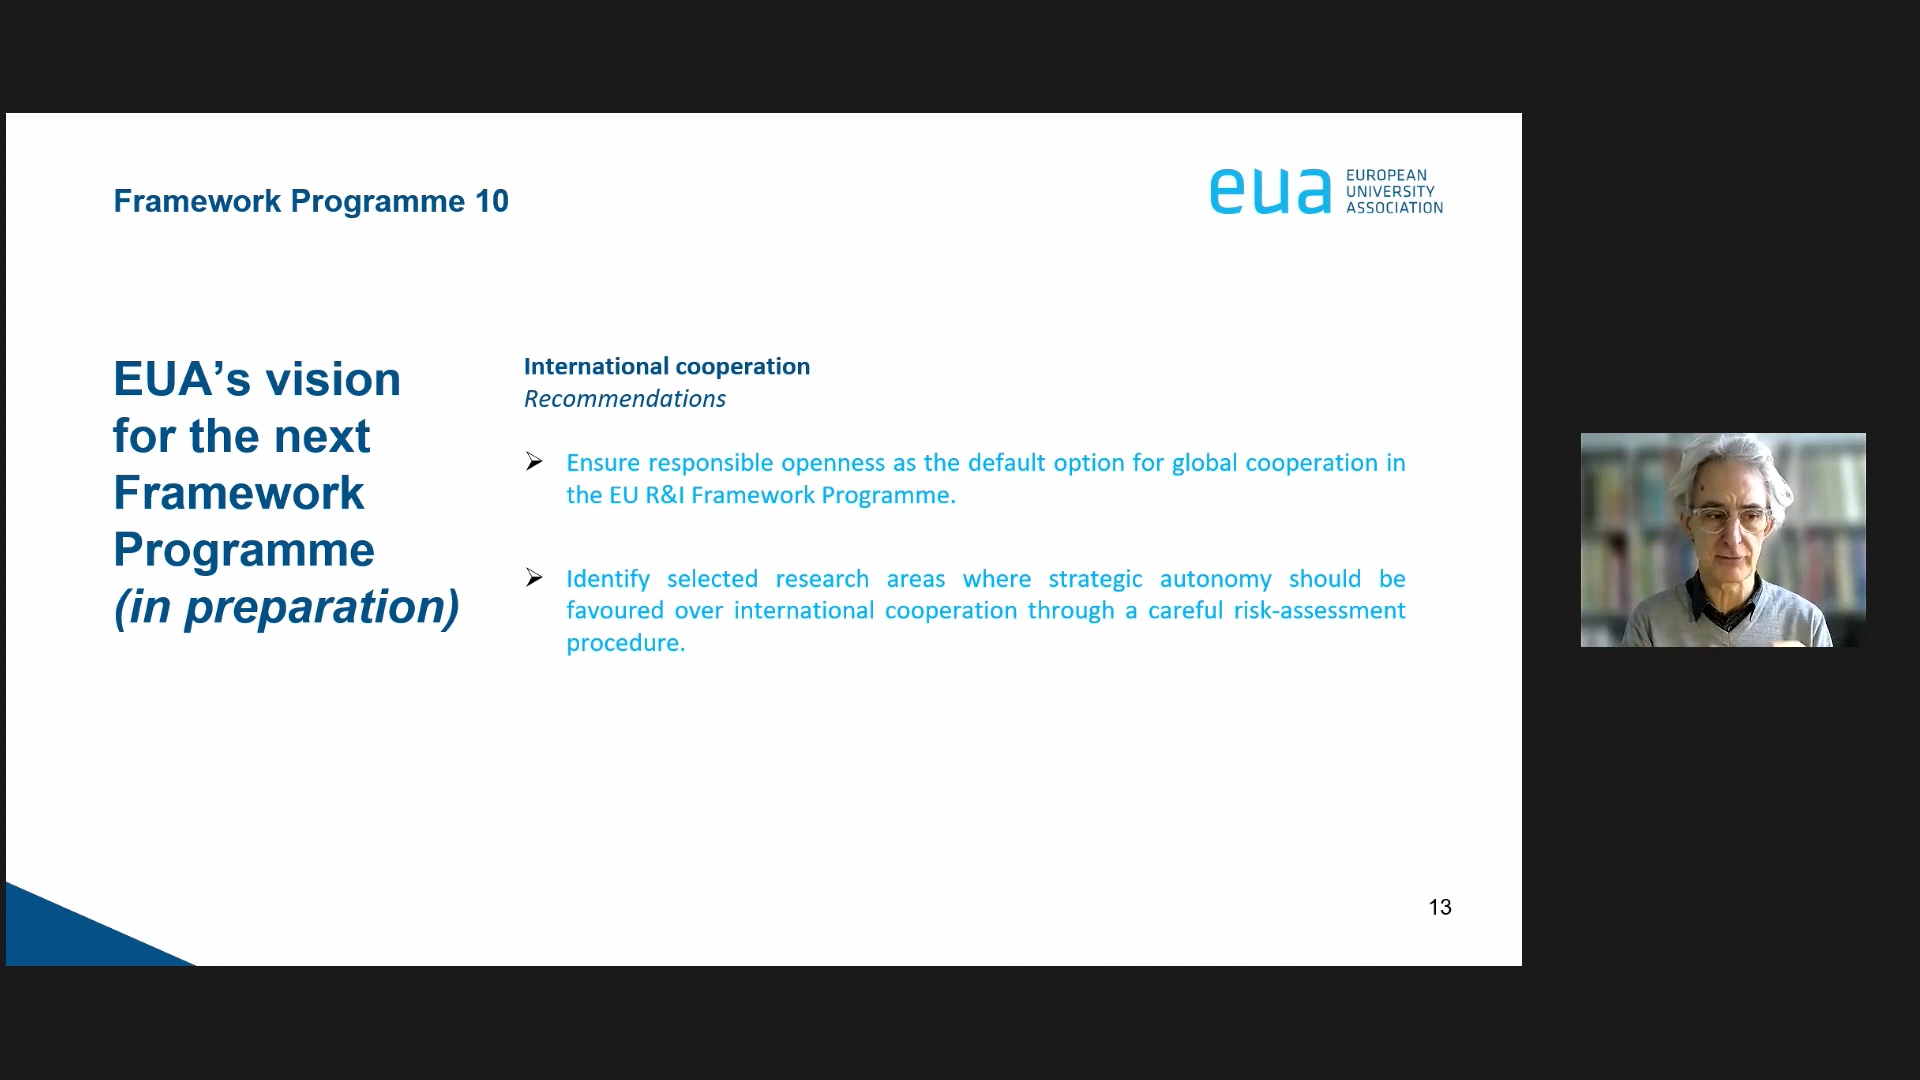 Framework Programme 10
eua
EUROPEAN
UNIVERSITY
ASSOCIATION
EUA’s vision
for the next
Framework
Programme
(in preparation)
International cooperation
Recommendations
Ensure responsible openness as the default option for global cooperation in
the EU R&I Framework Programme.
Identify selected research areas where strategic autonomy should be
favoured over international cooperation through a careful risk-assessment
procedure.
13